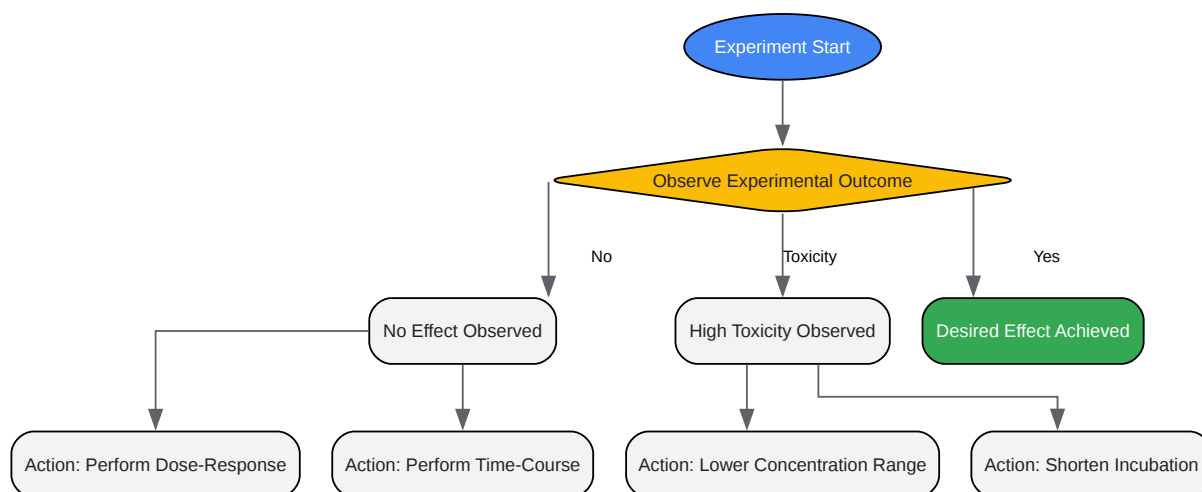 Experiment Start
Observe Experimental Outcome
No
Toxicity
Yes
No Effect Observed
High Toxicity Observed
Desired Effect Achieved
Action: Perform Dose-Response
Action: Perform Time-Course
Action: Lower Concentration Range
Action: Shorten Incubation